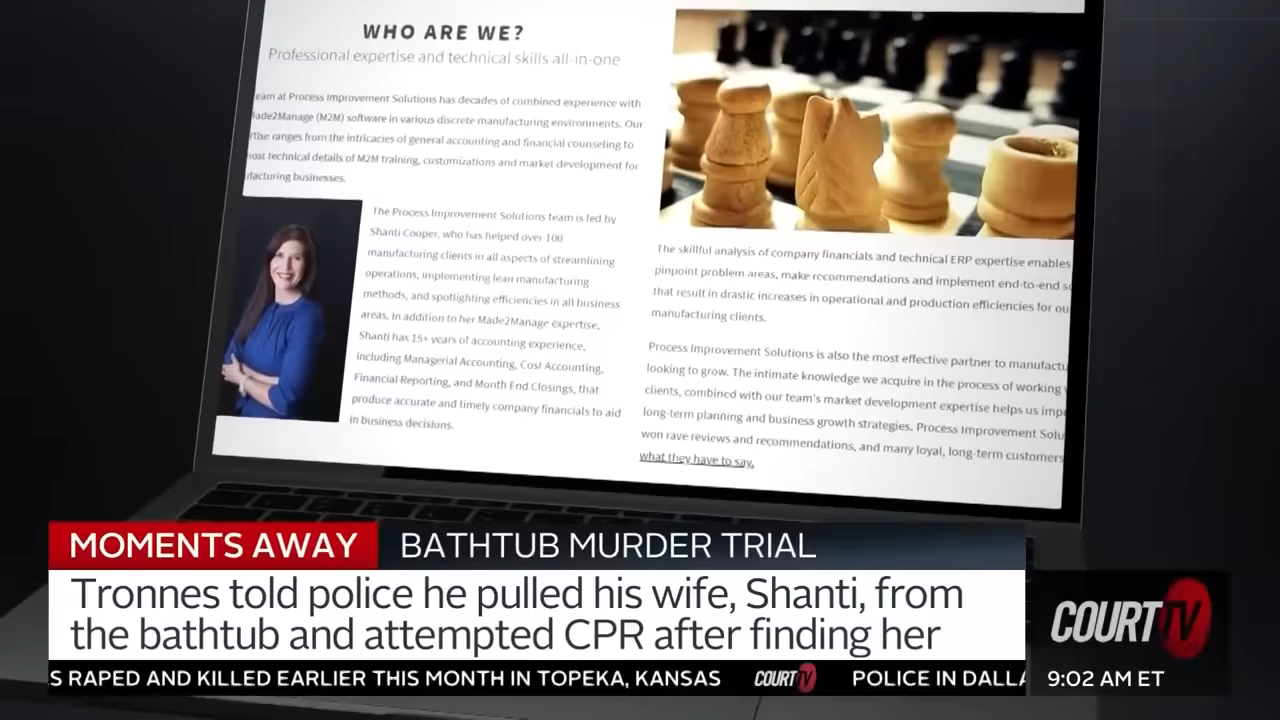 WHO ARE WE?
Professional expertise and technical skills all-in-one
at Process Improvement Solutions has decades of combined experience with
(M2M) software in various discrete manufacturing environments. Our
ranges from the intricacies of general accounting and financial counseling to
technical details of M2M training, customizations and market development for
businesses.
The Process Improvement Solutions team is led by
Shanti Cooper, who has helped over 100
manufacturing clients in all aspects of streamlining
operations, implementing lean manufacturing
methods, and spotlighting efficiencies in all business
areas. In addition to her Made2Manage expertise,
Shanti has 15+ years of accounting experience,
including Managerial Accounting, Cost Accounting,
Financial Reporting, and Month End Closings, that
produce accurate and timely company financials to aid
in business decisions.
The skillful analysis of company financials and technical ERP expertise enables
pinpoint problem areas, make recommendations and implement end-to-end
that result in drastic increases in operational and production efficiencies for
manufacturing clients.
Process Improvement Solutions is also the most effective partner to
looking to grow. The intimate knowledge we acquire in the process of working
clients, combined with our team's market development expertise helps us
long-term planning and business growth strategies. Process Improvement
won rave reviews and recommendations, and many loyal, long-term customers
what they have to say.
MOMENTS AWAY
BATHTUB MURDER TRIAL
Tronnes told police he pulled his wife, Shanti, from
the bathtub and attempted CPR after finding her
COURT TV
S RAPED AND KILLED EARLIER THIS MONTH IN TOPEKA, KANSAS COURT TV POLICE IN DALLA
9:02 AM ET